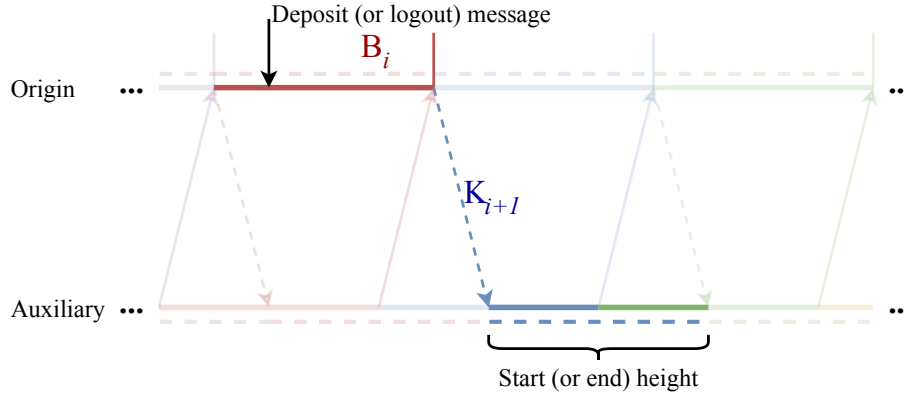 Deposit (or logout) message
B_i
Origin ••• ••
K_{i+1}
Auxiliary ••• ••
Start (or end) height